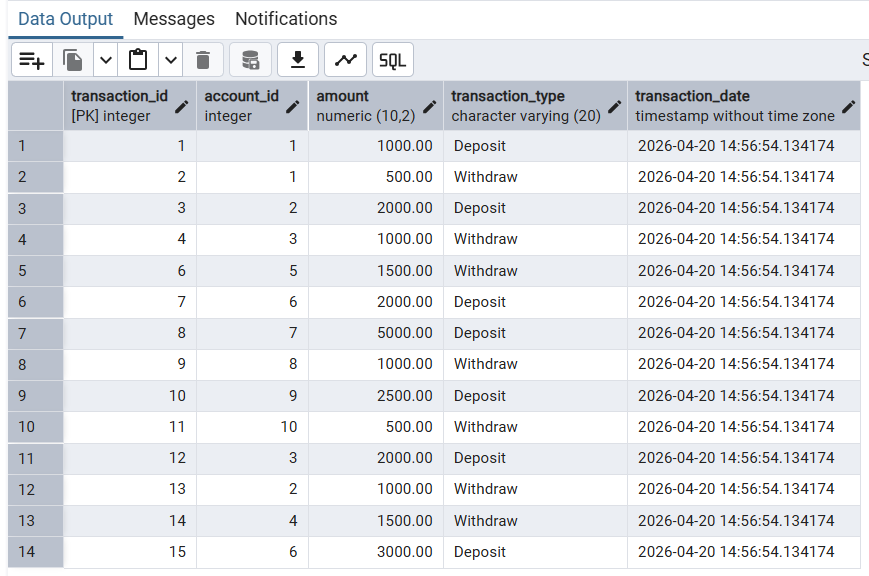 Data Output Messages Notifications
SQL
transaction_id account_id amount transaction_type transaction_date
[PK] integer integer numeric (10,2) character varying (20) timestamp without time zone
1 1 1 1000.00 Deposit 2026-04-20 14:56:54.134174
2 2 1 500.00 Withdraw 2026-04-20 14:56:54.134174
3 3 2 2000.00 Deposit 2026-04-20 14:56:54.134174
4 4 3 1000.00 Withdraw 2026-04-20 14:56:54.134174
5 6 5 1500.00 Withdraw 2026-04-20 14:56:54.134174
6 7 6 2000.00 Deposit 2026-04-20 14:56:54.134174
7 8 7 5000.00 Deposit 2026-04-20 14:56:54.134174
8 9 8 1000.00 Withdraw 2026-04-20 14:56:54.134174
9 10 9 2500.00 Deposit 2026-04-20 14:56:54.134174
10 11 10 500.00 Withdraw 2026-04-20 14:56:54.134174
11 12 3 2000.00 Deposit 2026-04-20 14:56:54.134174
12 13 2 1000.00 Withdraw 2026-04-20 14:56:54.134174
13 14 4 1500.00 Withdraw 2026-04-20 14:56:54.134174
14 15 6 3000.00 Deposit 2026-04-20 14:56:54.134174